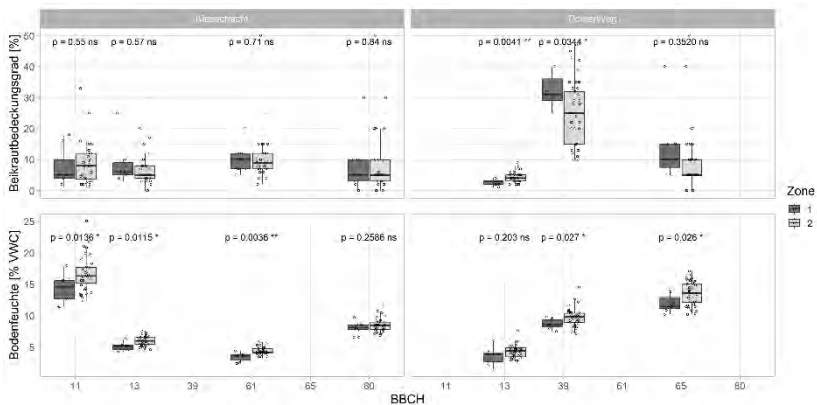 p = 0.55 ns p = 0.57 ns p = 0.71 ns p = 0.84 ns p = 0.0041 ** p = 0.0344 * p = 0.3520 ns
Beikrautbedeckungsgrad [%]
50
40
30
20
10
0
p = 0.0136 * p = 0.0115 * p = 0.0036 ** p = 0.2586 ns p = 0.203 ns p = 0.027 * p = 0.026 *
Bodenfeuchte [% VWC]
25
20
15
10
5
11 13 39 61 65 80 11 13 39 61 65 80
BBCH
Zone
1
2